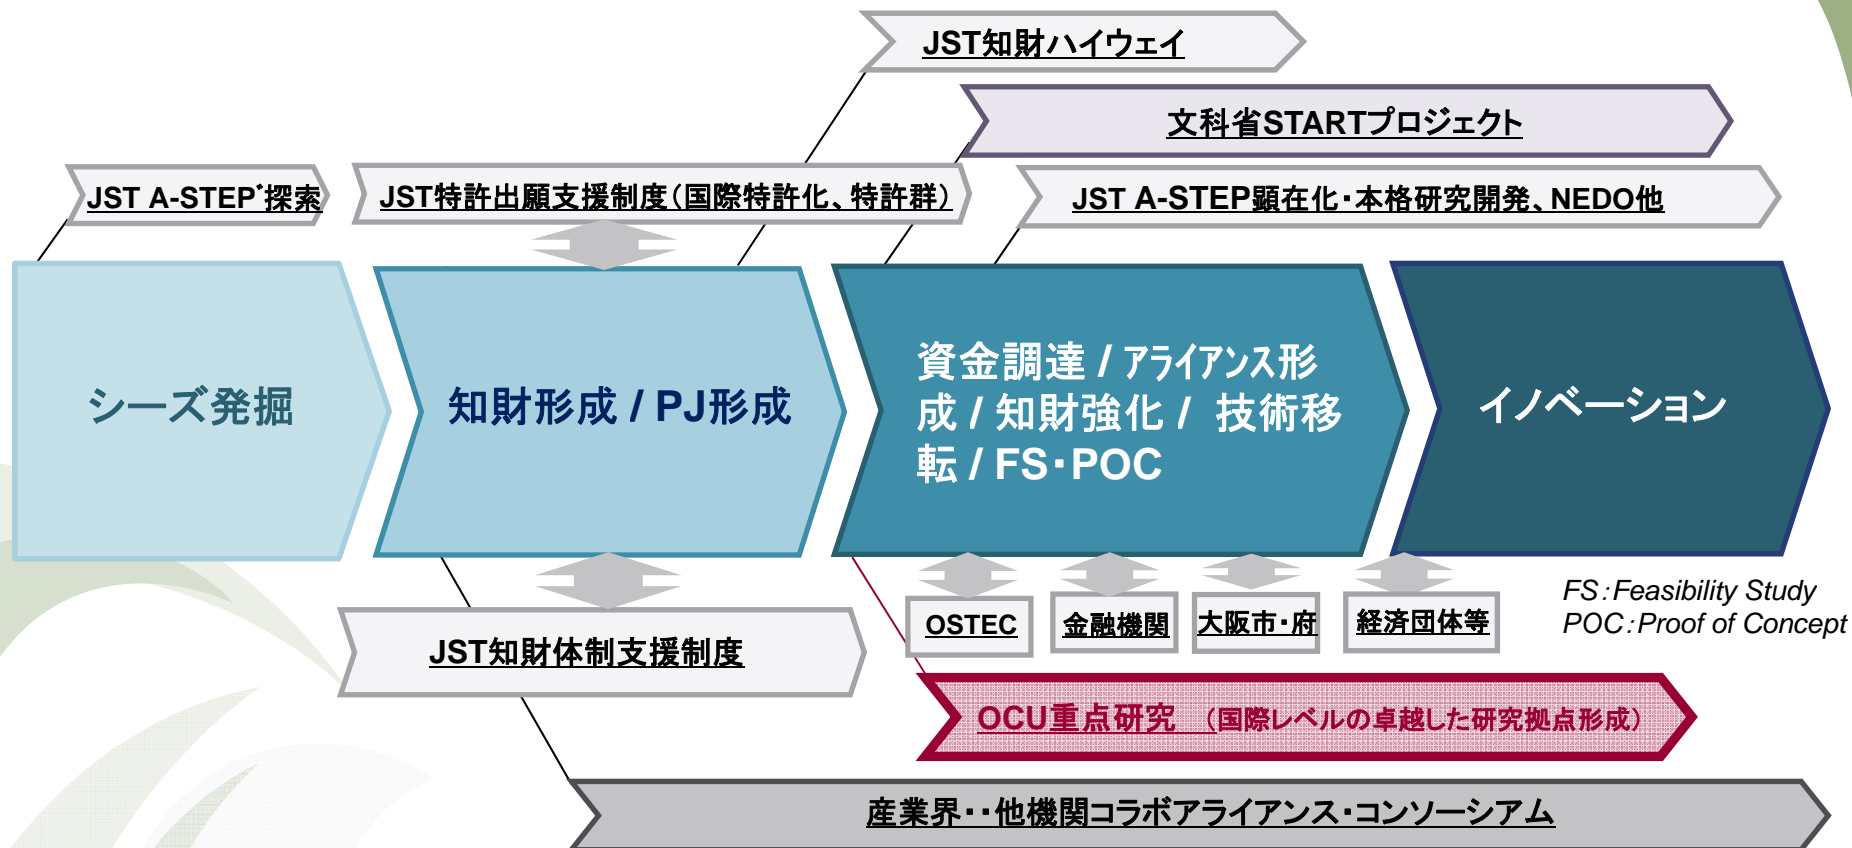 JST知財ハイウェイ
文科省STARTプロジェクト
JST A-STEP゙探索
JST特許出願支援制度（国際特許化、特許群）
JST A-STEP顕在化・本格研究開発、NEDO他
シーズ発掘
知財形成 / PJ形成
資金調達 / アライアンス形
成 / 知財強化 / 技術移
転 / FS・POC
イノベーション
FS：Feasibility Study
POC：Proof of Concept
OSTEC
金融機関
大阪市・府
経済団体等
JST知財体制支援制度
OCU重点研究　（国際レベルの卓越した研究拠点形成）
産業界・・他機関コラボアライアンス・コンソーシアム